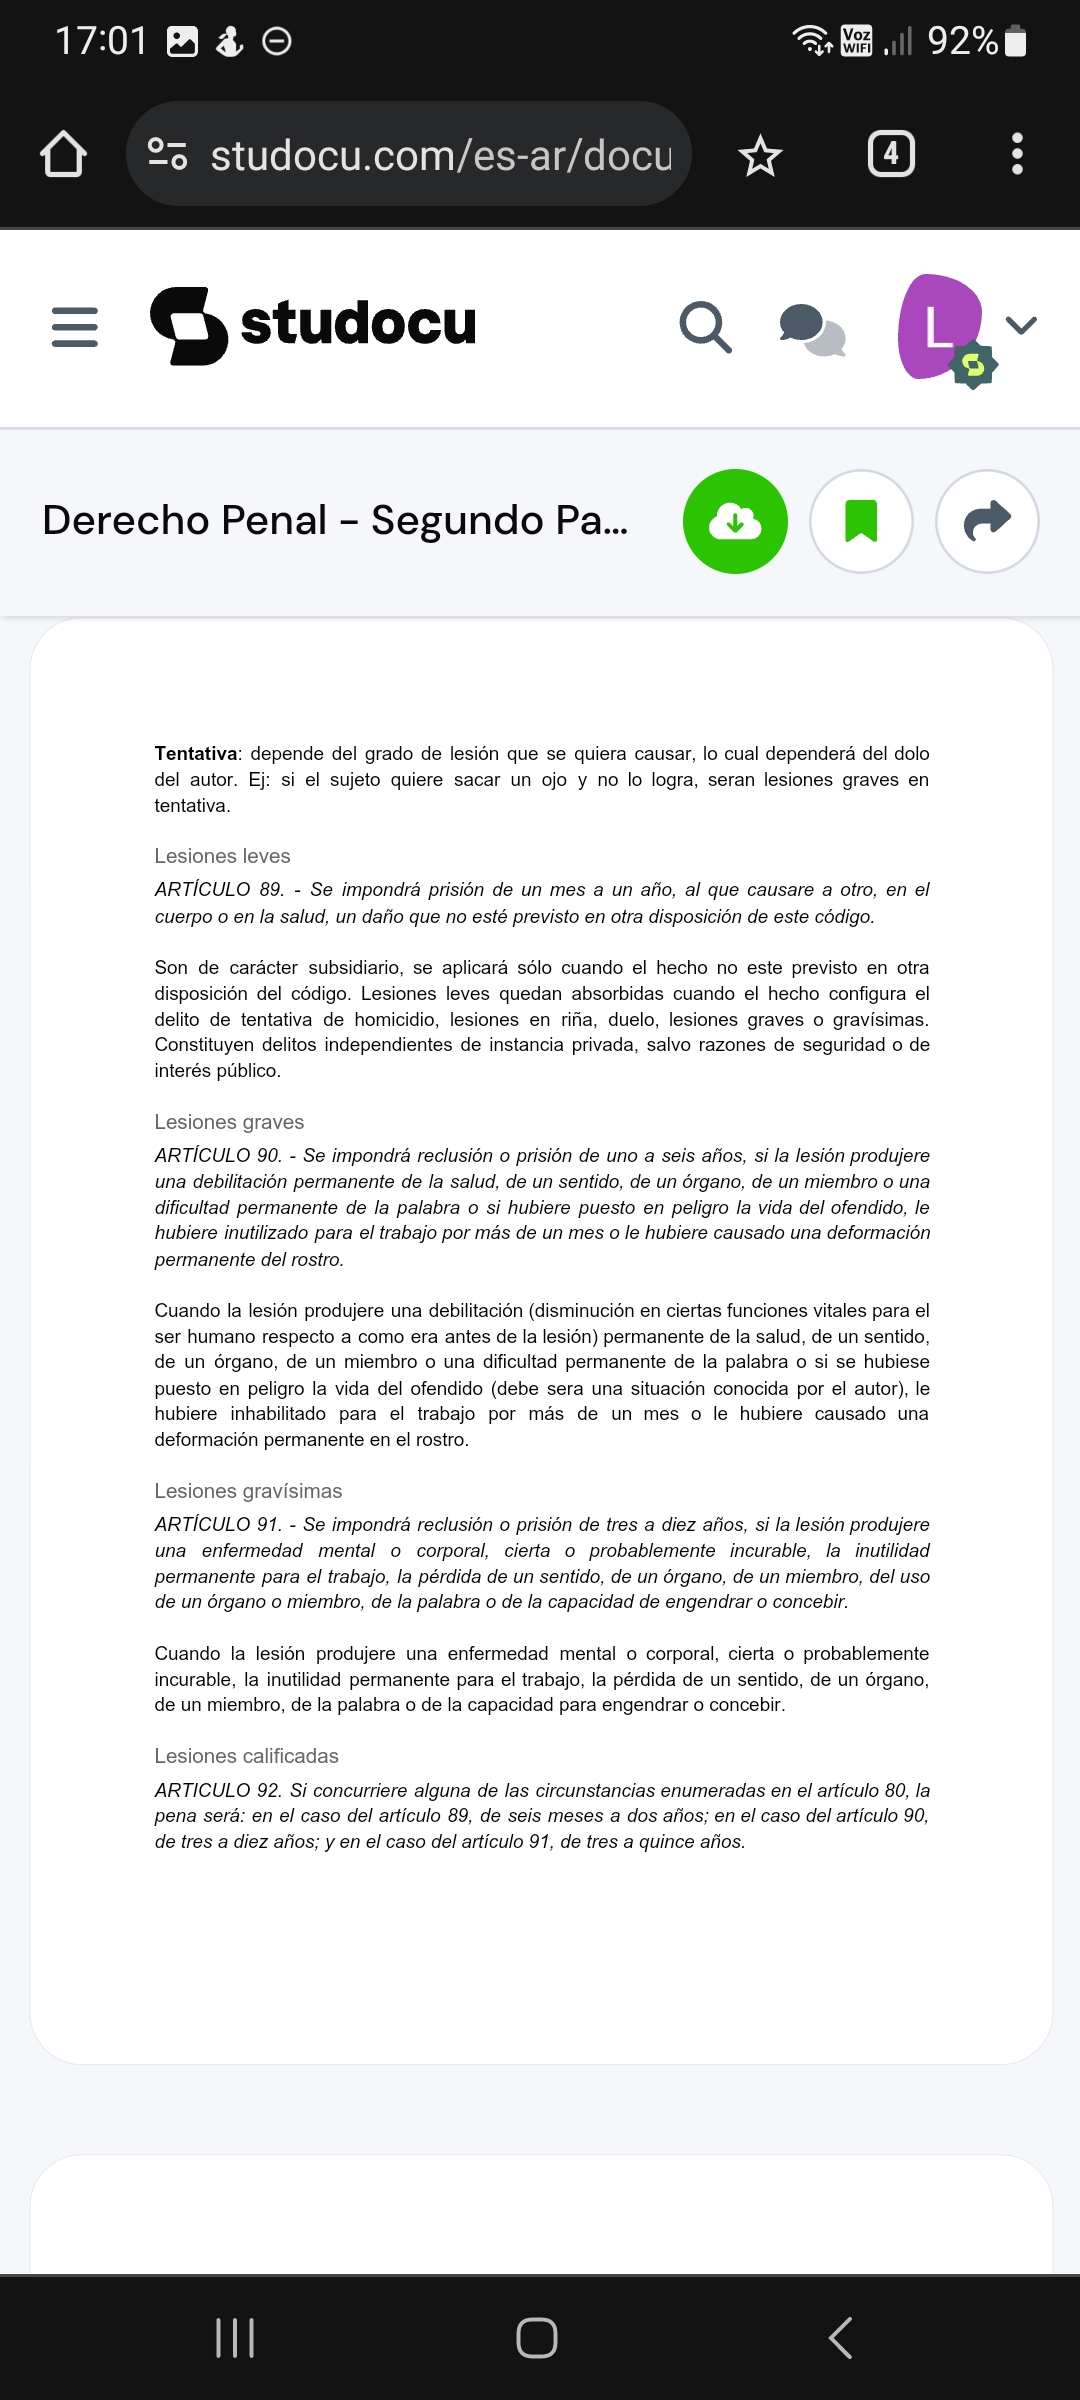 17:01
Voz
WIFI
92%
studocu.com/es-ar/docu
4
studocu
L
Derecho Penal - Segundo Pa...
Tentativa: depende del grado de lesión que se quiera causar, lo cual dependerá del dolo
del autor. Ej: si el sujeto quiere sacar un ojo y no lo logra, seran lesiones graves en
tentativa.
Lesiones leves
ARTÍCULO 89. - Se impondrá prisión de un mes a un año, al que causare a otro, en el
cuerpo o en la salud, un daño que no esté previsto en otra disposición de este código.
Son de carácter subsidiario, se aplicará sólo cuando el hecho no este previsto en otra
disposición del código. Lesiones leves quedan absorbidas cuando el hecho configura el
delito de tentativa de homicidio, lesiones en riña, duelo, lesiones graves o gravísimas.
Constituyen delitos independientes de instancia privada, salvo razones de seguridad o de
interés público.
Lesiones graves
ARTÍCULO 90. - Se impondrá reclusión o prisión de uno a seis años, si la lesión produjere
una debilitación permanente de la salud, de un sentido, de un órgano, de un miembro o una
dificultad permanente de la palabra o si hubiere puesto en peligro la vida del ofendido, le
hubiere inutilizado para el trabajo por más de un mes o le hubiere causado una deformación
permanente del rostro.
Cuando la lesión produjere una debilitación (disminución en ciertas funciones vitales para el
ser humano respecto a como era antes de la lesión) permanente de la salud, de un sentido,
de un órgano, de un miembro o una dificultad permanente de la palabra o si se hubiese
puesto en peligro la vida del ofendido (debe sera una situación conocida por el autor), le
hubiere inhabilitado para el trabajo por más de un mes o le hubiere causado una
deformación permanente en el rostro.
Lesiones gravísimas
ARTÍCULO 91. - Se impondrá reclusión o prisión de tres a diez años, si la lesión produjere
una enfermedad mental o corporal, cierta o probablemente incurable, la inutilidad
permanente para el trabajo, la pérdida de un sentido, de un órgano, de un miembro, del uso
de un órgano o miembro, de la palabra o de la capacidad de engendrar o concebir.
Cuando la lesión produjere una enfermedad mental o corporal, cierta o probablemente
incurable, la inutilidad permanente para el trabajo, la pérdida de un sentido, de un órgano,
de un miembro, de la palabra o de la capacidad para engendrar o concebir.
Lesiones calificadas
ARTICULO 92. Si concurriere alguna de las circunstancias enumeradas en el artículo 80, la
pena será: en el caso del artículo 89, de seis meses a dos años; en el caso del artículo 90,
de tres a diez años; y en el caso del artículo 91, de tres a quince años.